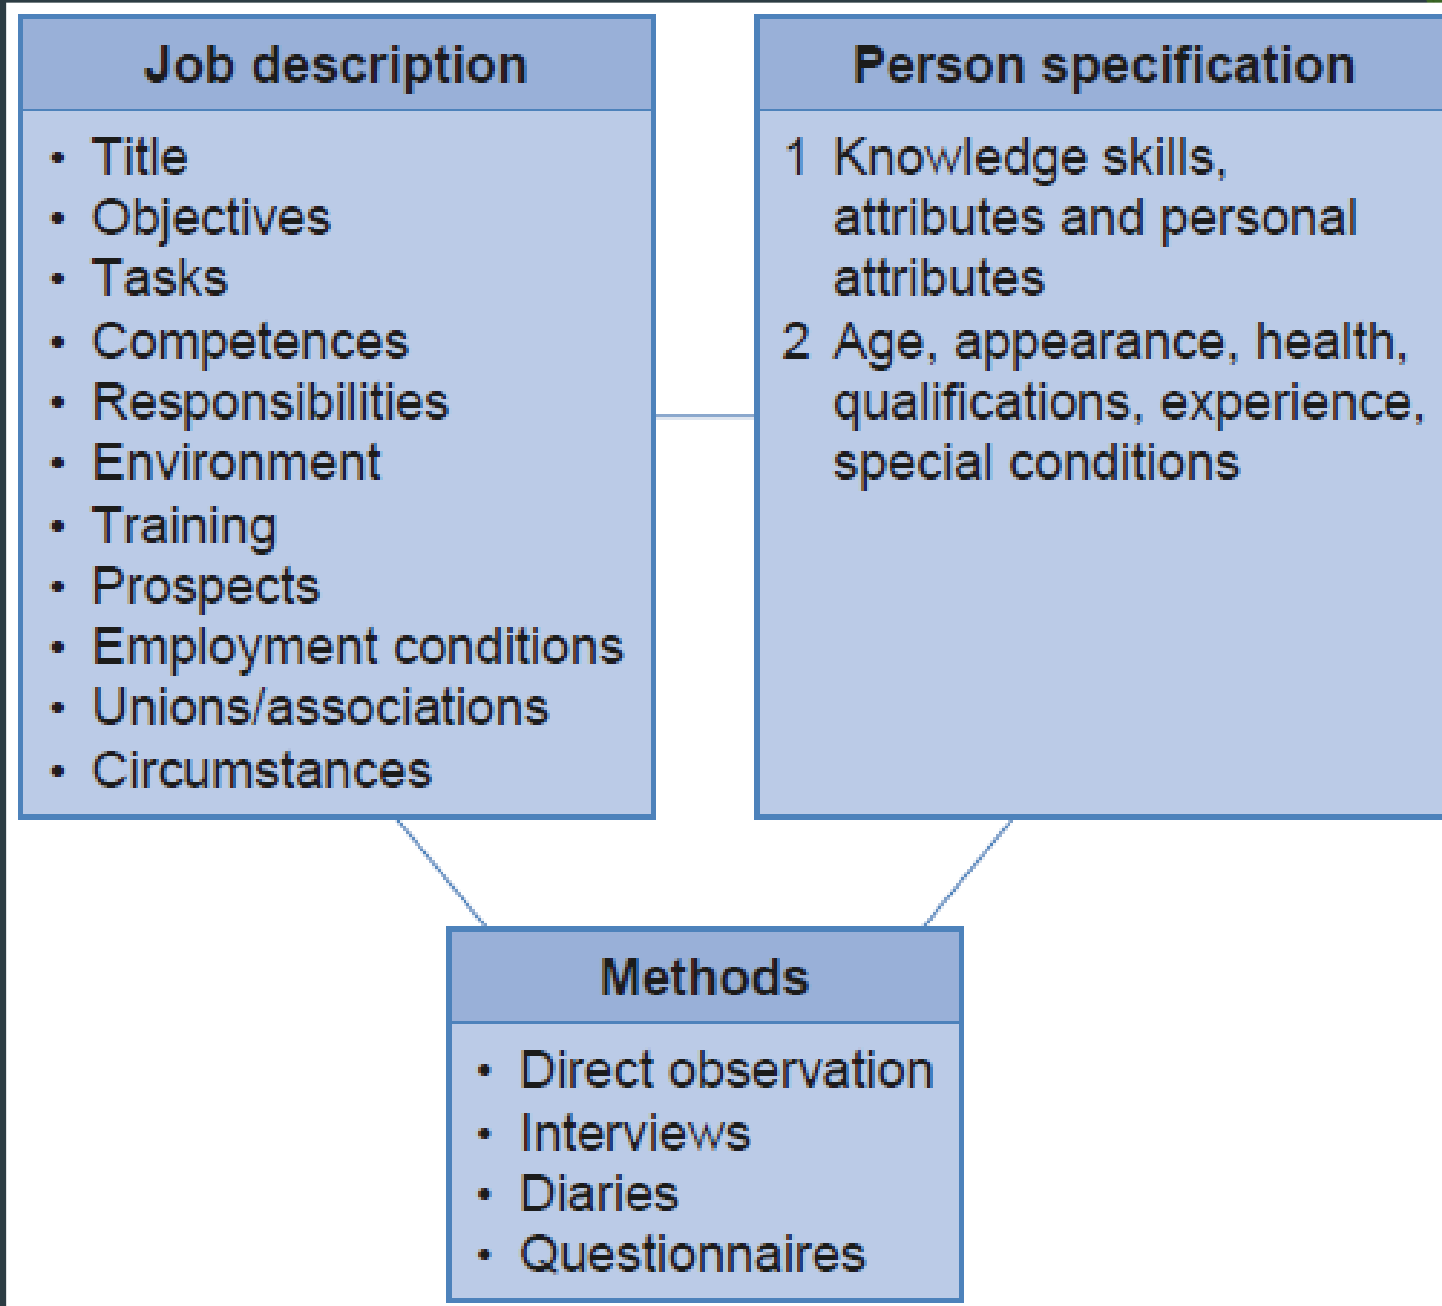 Job description
• Title
• Objectives
• Tasks
• Competences
• Responsibilities
• Environment
• Training
• Prospects
• Employment conditions
• Unions/associations
• Circumstances
Person specification
1 Knowledge skills,
attributes and personal
attributes
2 Age, appearance, health,
qualifications, experience,
special conditions
Methods
• Direct observation
• Interviews
• Diaries
• Questionnaires